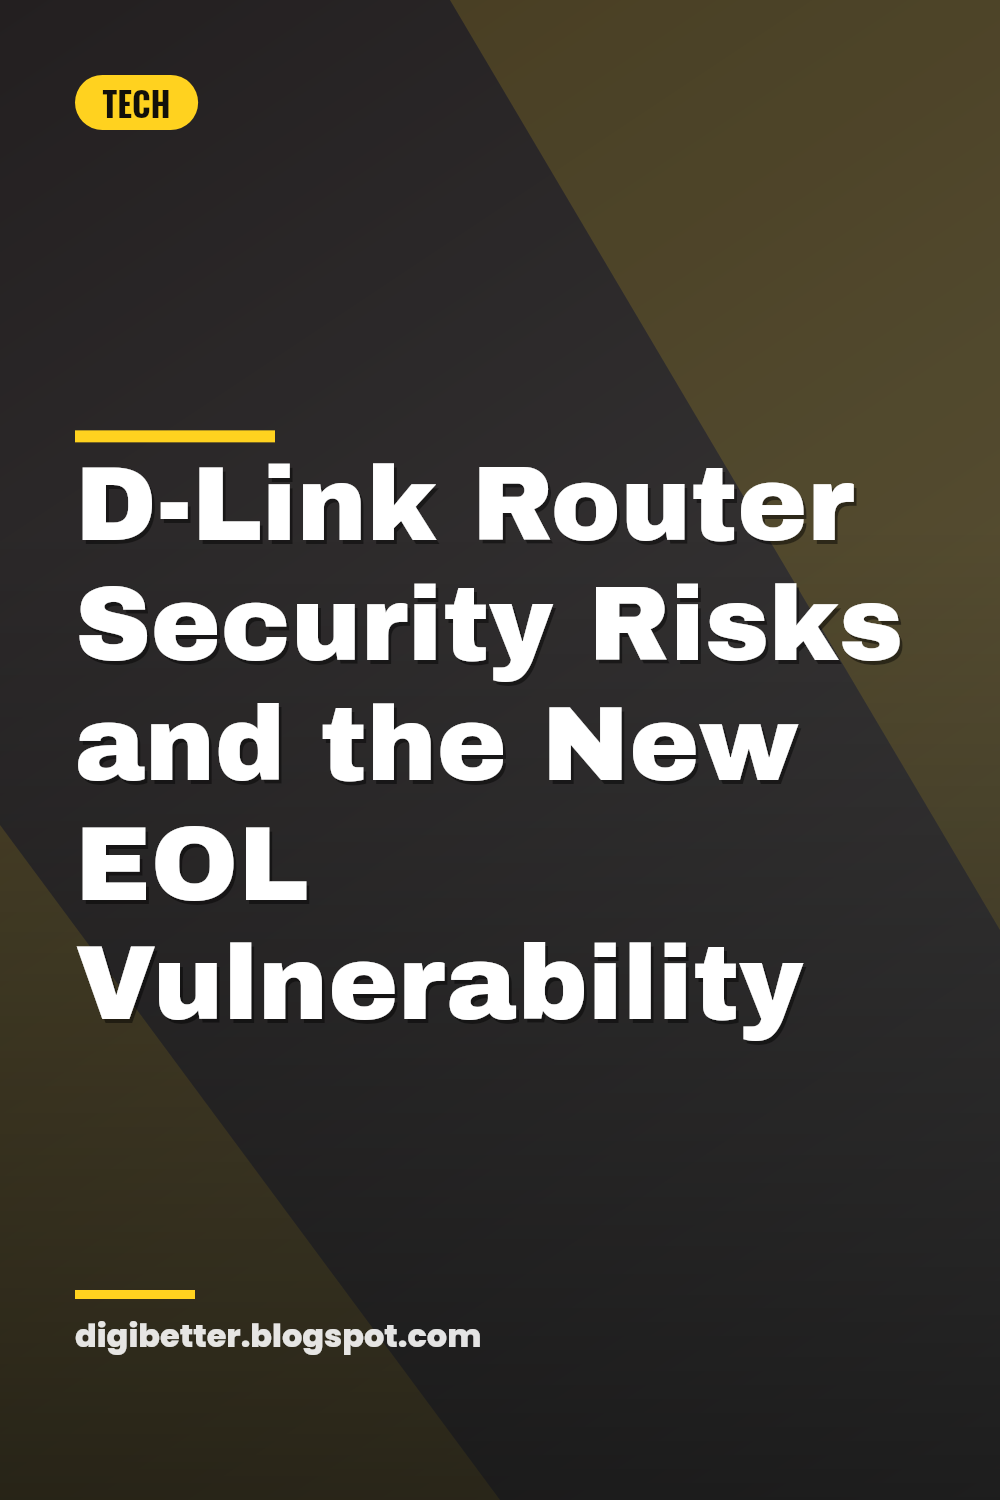 TECH
D-Link Router
Security Risks
and the New
EOL
Vulnerability
digibetter.blogspot.com